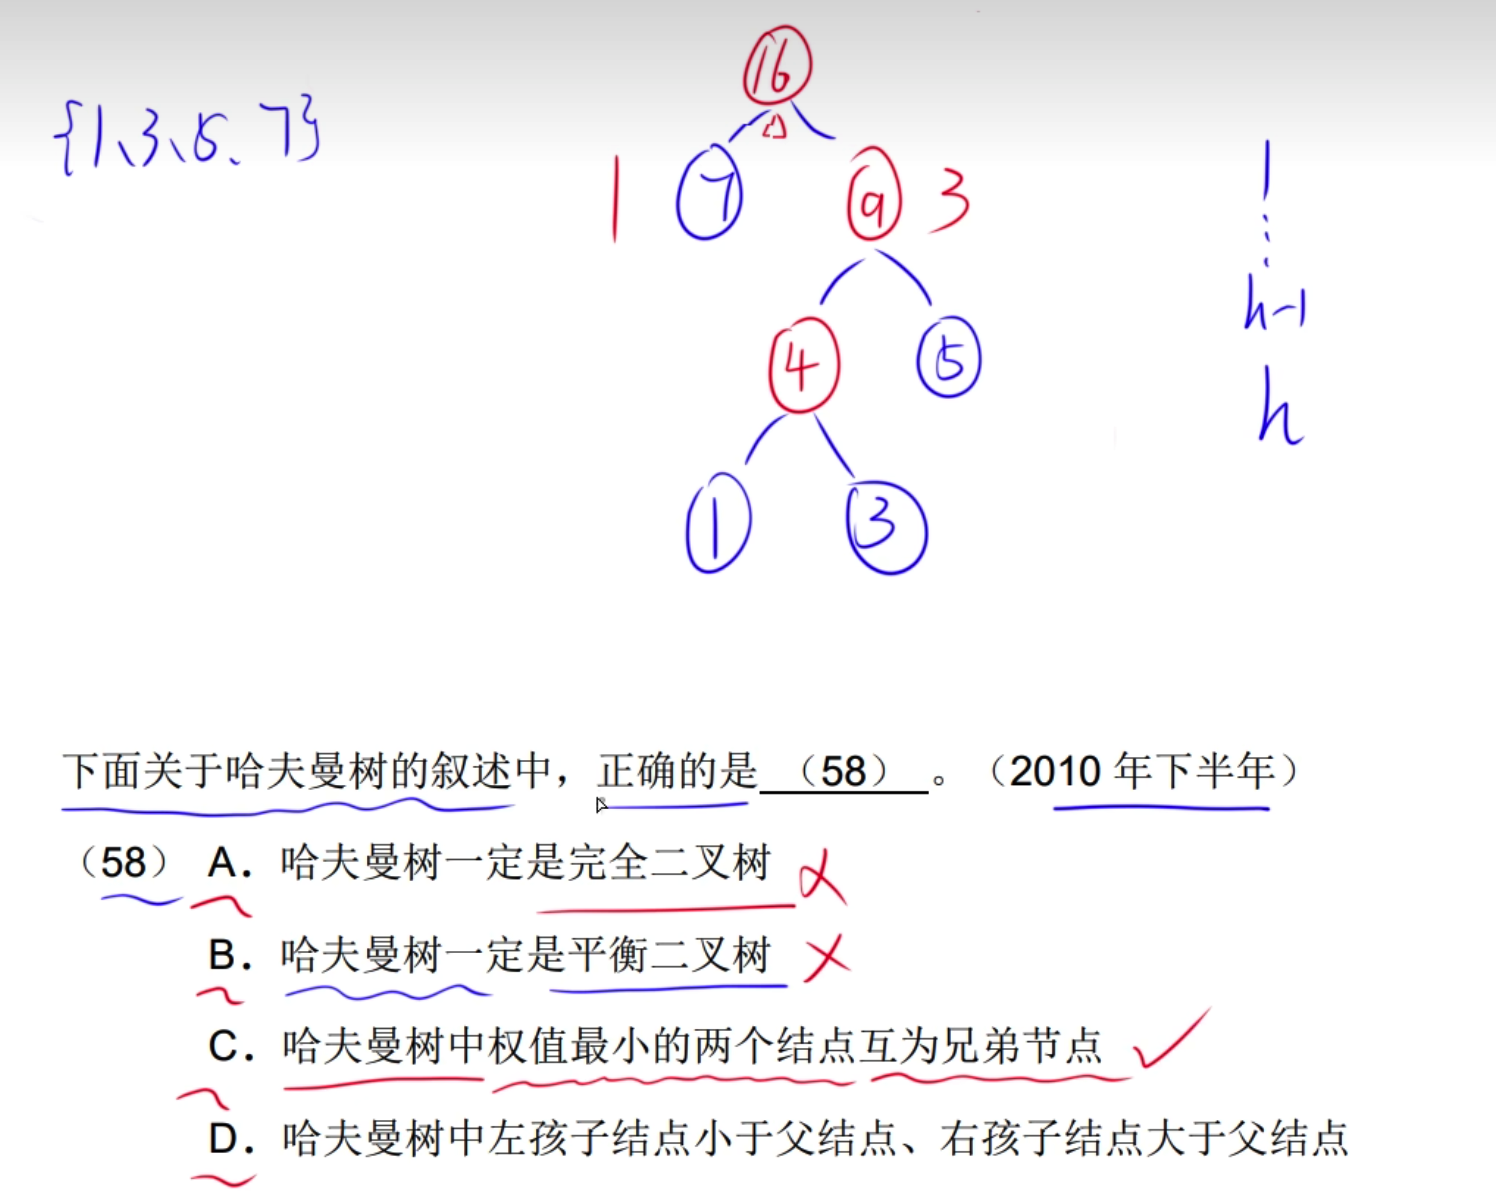 16
{1、3、5、7}
1 7 9 3
1
⋮
h-1
4 5
h
1 3
下面关于哈夫曼树的叙述中，正确的是 （58） 。（2010 年下半年）
（58） A． 哈夫曼树一定是完全二叉树 ×
B． 哈夫曼树一定是平衡二叉树 ×
C． 哈夫曼树中权值最小的两个结点互为兄弟节点 ✓
D． 哈夫曼树中左孩子结点小于父结点、右孩子结点大于父结点